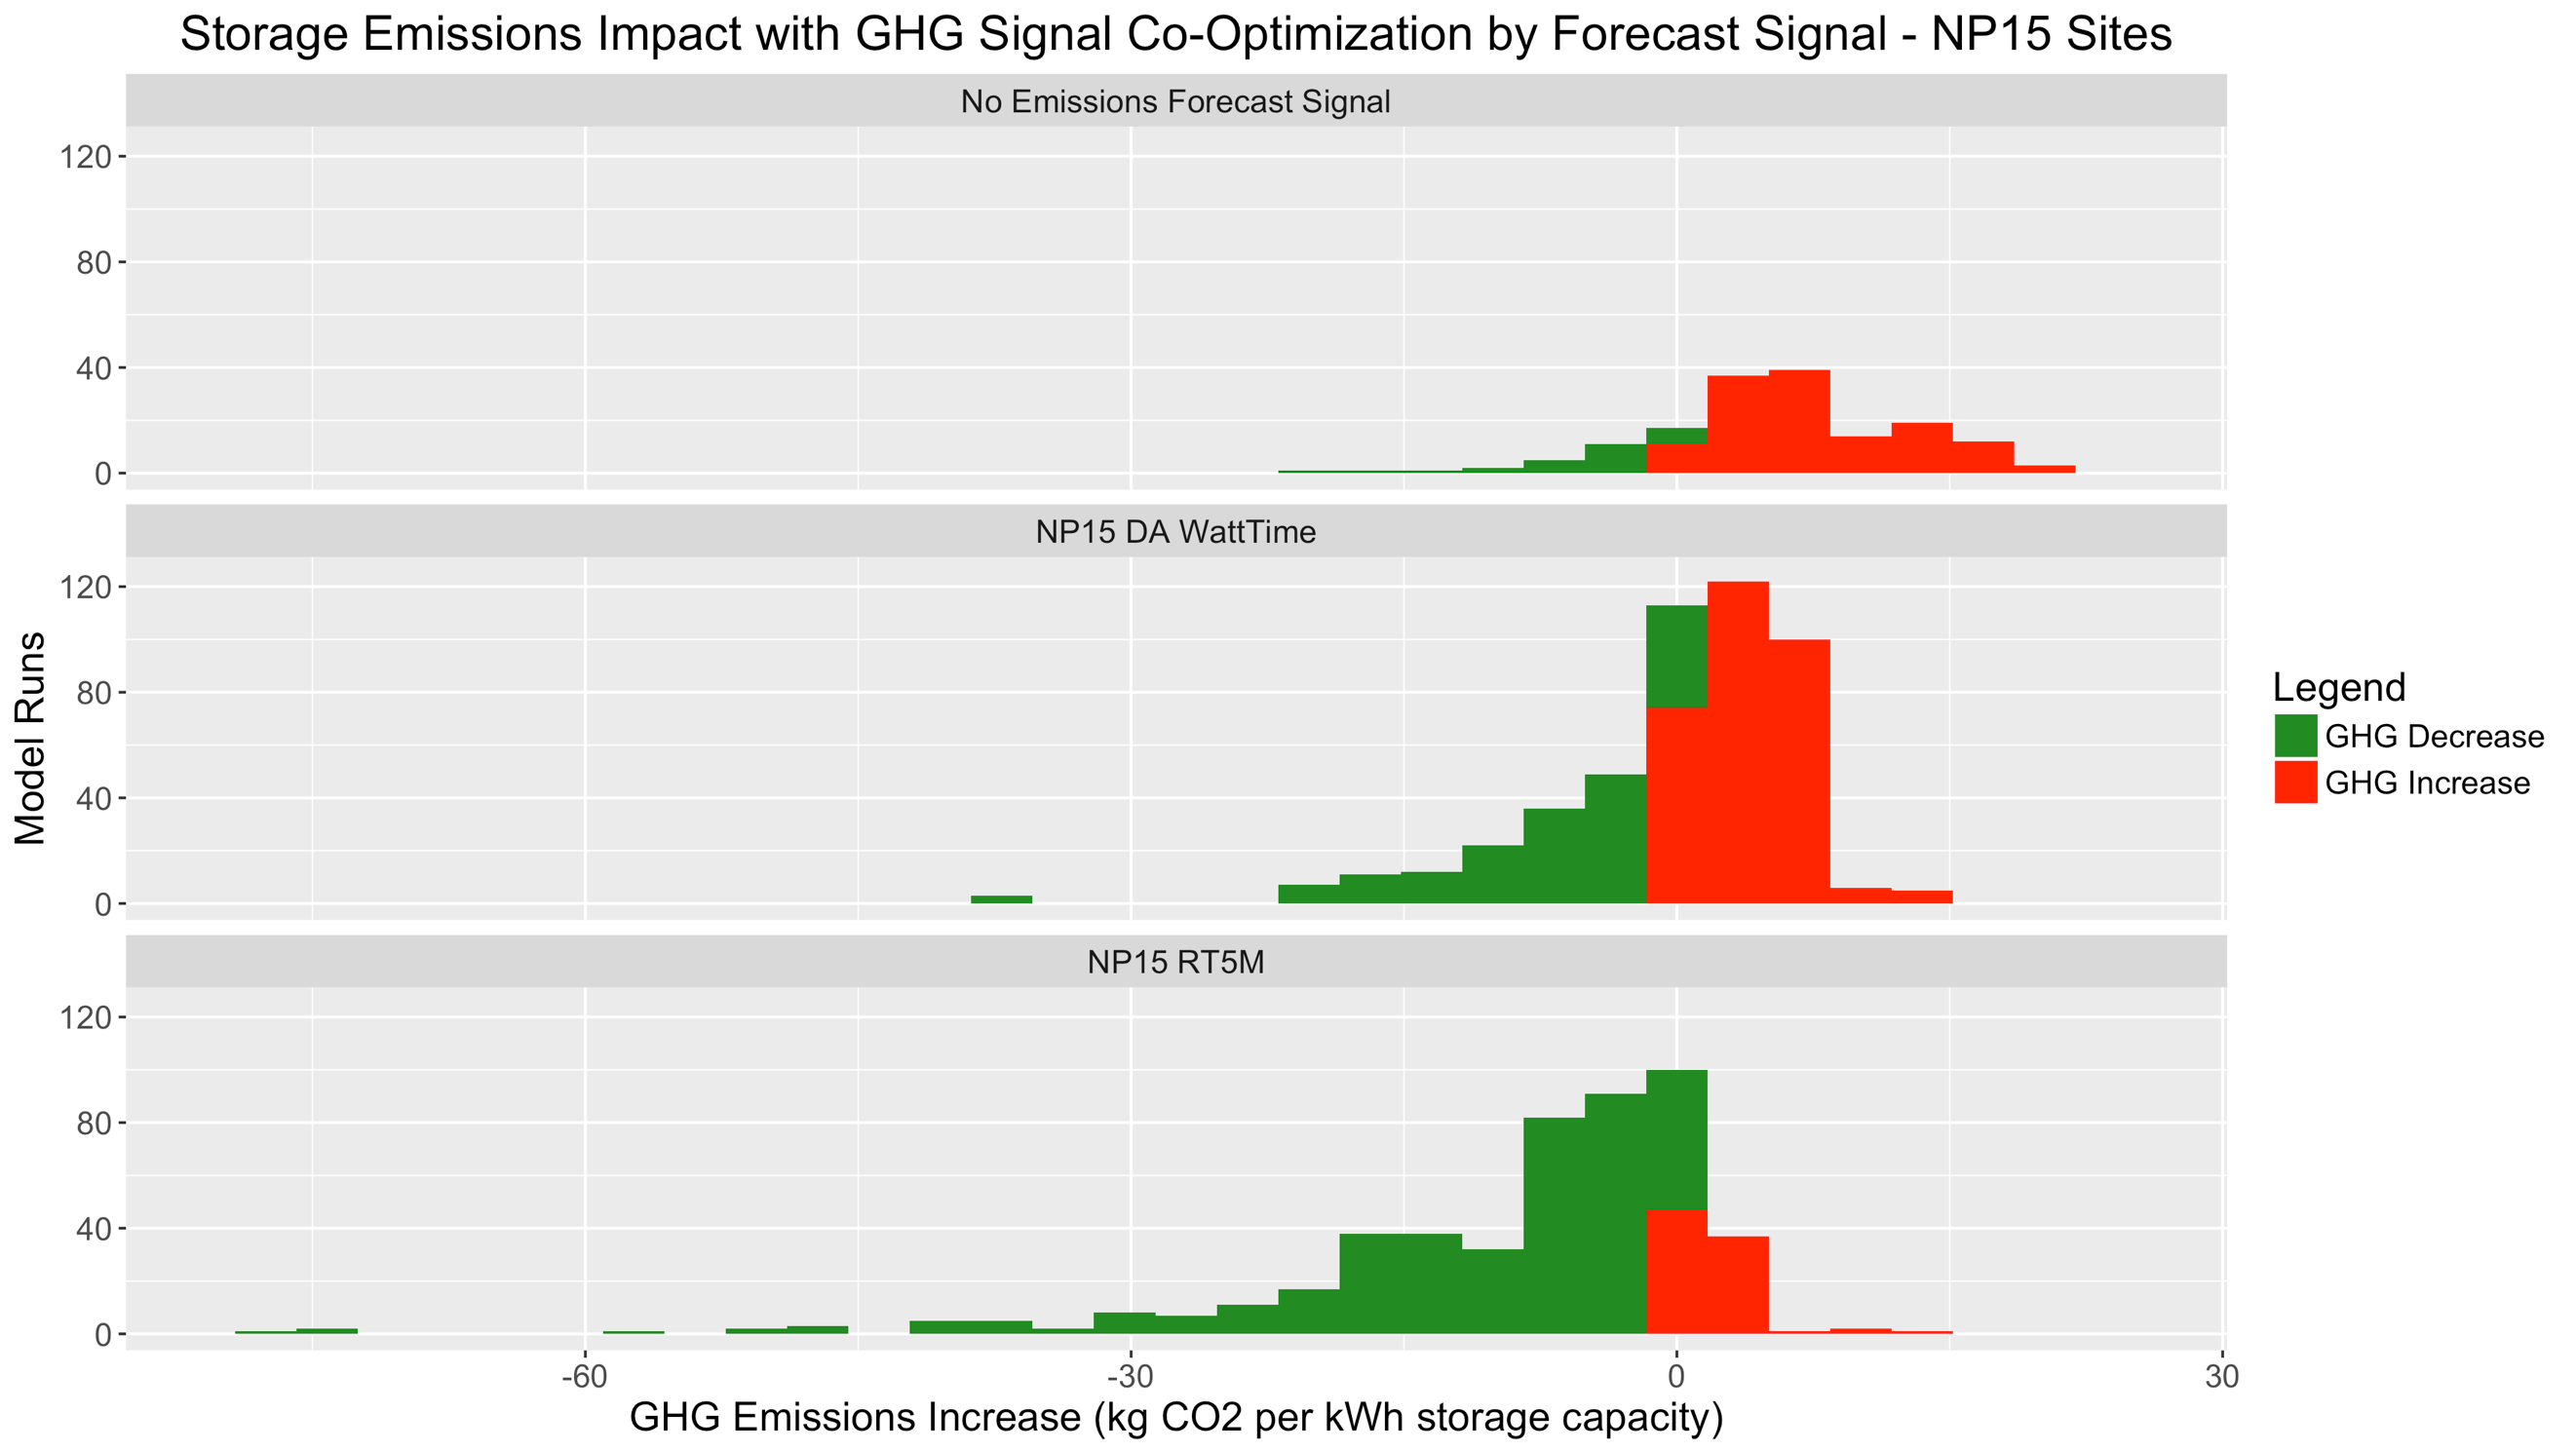 Storage Emissions Impact with GHG Signal Co-Optimization by Forecast Signal - NP15 Sites
No Emissions Forecast Signal
120
80
40
0
NP15 DA WattTime
120
80
40
0
NP15 RT5M
120
80
40
0
-60
-30
0
30
GHG Emissions Increase (kg CO2 per kWh storage capacity)
Model Runs
Legend
GHG Decrease
GHG Increase